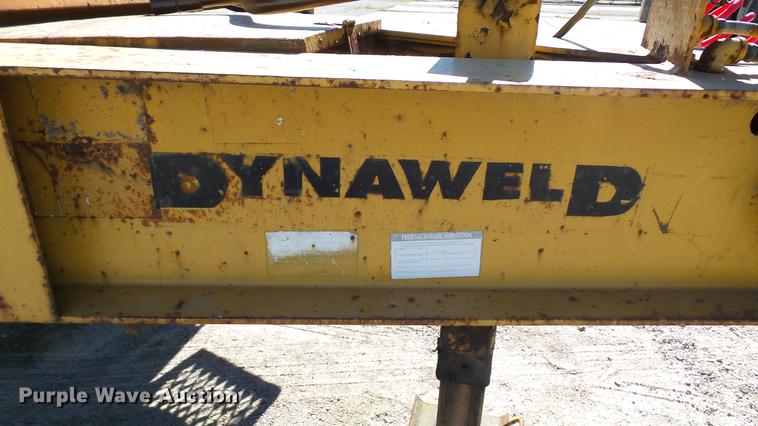 DYNAWELD
FEDERAL ANNUAL INSPECTION
Purple Wave Auction